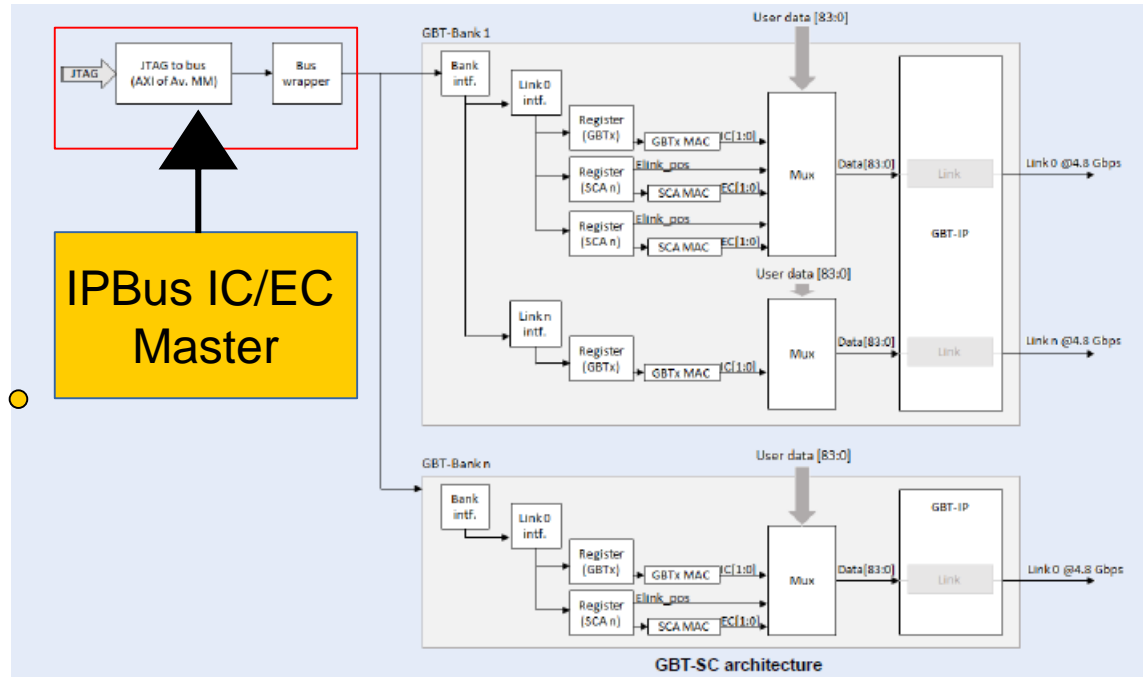 User data [83:0]
GBT-Bank 1
JTAG
JTAG to bus
(AXI of Av. MM)
Bus
wrapper
Bank
intf.
Link 0
intf.
Register
(GBTx)
GBTx MAC
IC[1:0]
Elink_pos
Register
(SCA n)
SCA MAC
EC[1:0]
Register
(SCA n)
Elink_pos
SCA MAC
EC[1:0]
Mux
Data[83:0]
Link
Link 0 @4.8 Gbps
GBT-IP
IPBus IC/EC
Master
User data [83:0]
Link n
intf.
Register
(GBTx)
GBTx MAC
IC[1:0]
Mux
Data[83:0]
Link
Link n @4.8 Gbps
User data [83:0]
GBT-Bank n
Bank
intf.
Link 0
intf.
Register
(GBTx)
GBTx MAC
IC[1:0]
Elink_pos
Register
(SCA n)
SCA MAC
EC[1:0]
Mux
Data[83:0]
GBT-IP
Link
Link 0 @4.8 Gbps
GBT-SC architecture